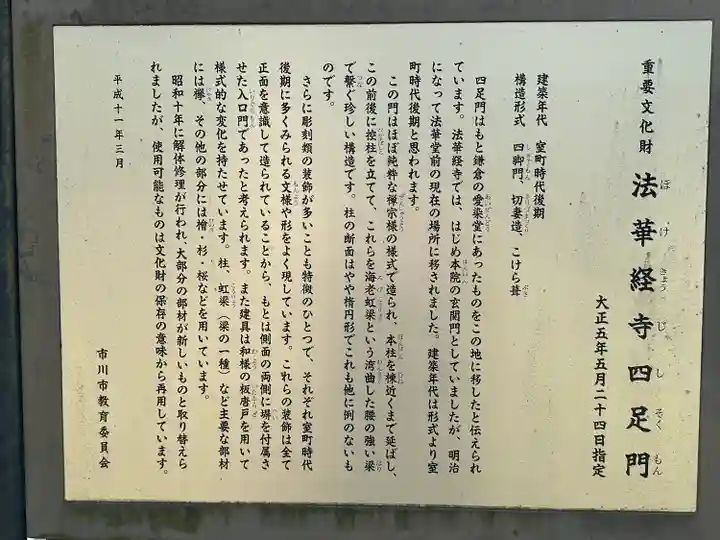 重要文化財 法華経寺四足門
大正五年五月二十四日指定
建築年代 室町時代後期
構造形式 四脚門、切妻造、こけら葺
四足門はもと鎌倉の愛染堂にあったものをこの地に移したと伝えられ
ています。法華経寺では、はじめ本院の玄関門としていましたが、明治
になって法華堂前の現在の場所に移されました。建築年代は形式より室
町時代後期と思われます。
この門はほぼ純粋な禅宗様の様式で造られ、本柱を棟近くまで延ばし、
この前後に控柱を立てて、これらを海老虹梁という湾曲した腰の強い梁
で繋ぐ珍しい構造です。柱の断面はやや楕円形でこれも他に例のないも
のです。
さらに彫刻類の装飾が多いことも特徴のひとつで、それぞれ室町時代
後期に多くみられる文様や形をよく現しています。これらの装飾は全て
正面を意識して造られていることから、もとは側面の両側に塀を付属さ
せた入口門であったと考えられます。また建具は和様の板唐戸を用いて
様式的な変化を持たせています。柱、虹梁（梁の一種）など主要な部材
には欅、その他の部分には檜・杉・桜などを用いています。
昭和十年に解体修理が行われ、大部分の部材が新しいものと取り替えら
れましたが、使用可能なものは文化財の保存の意味から再用しています。
平成十一年三月
市川市教育委員会